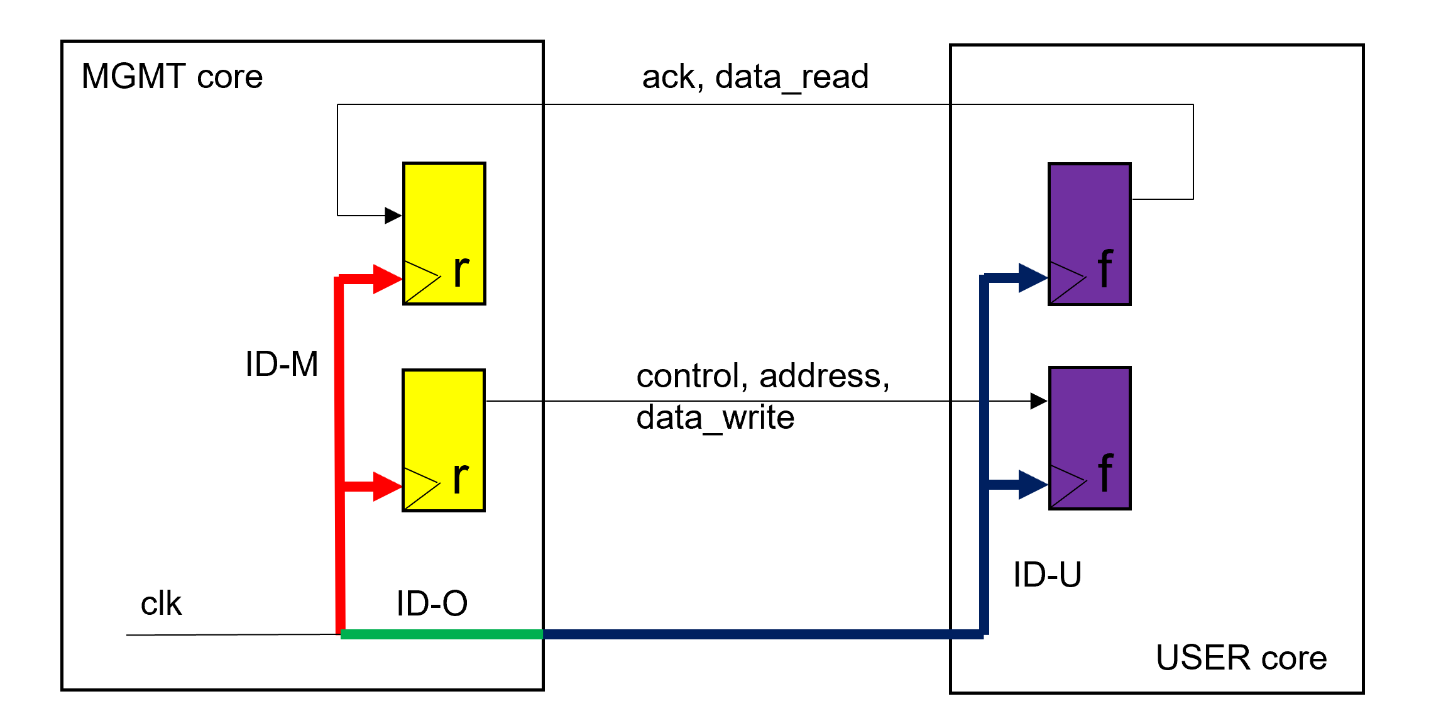 MGMT core
ack, data_read
r
f
ID-M
control, address,
data_write
r
f
ID-U
clk
ID-O
USER core